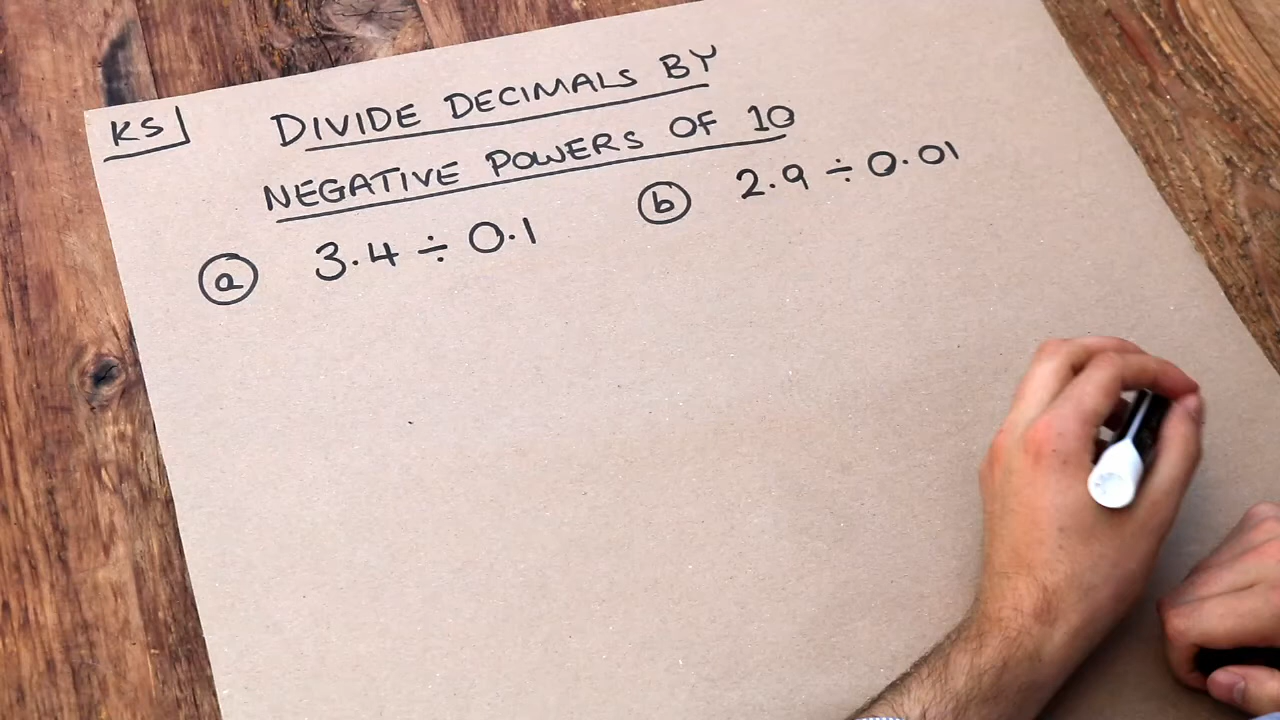 KS
DIVIDE DECIMALS BY
NEGATIVE POWERS OF 10
a 3.4 ÷ 0.1
b 2.9 ÷ 0.01